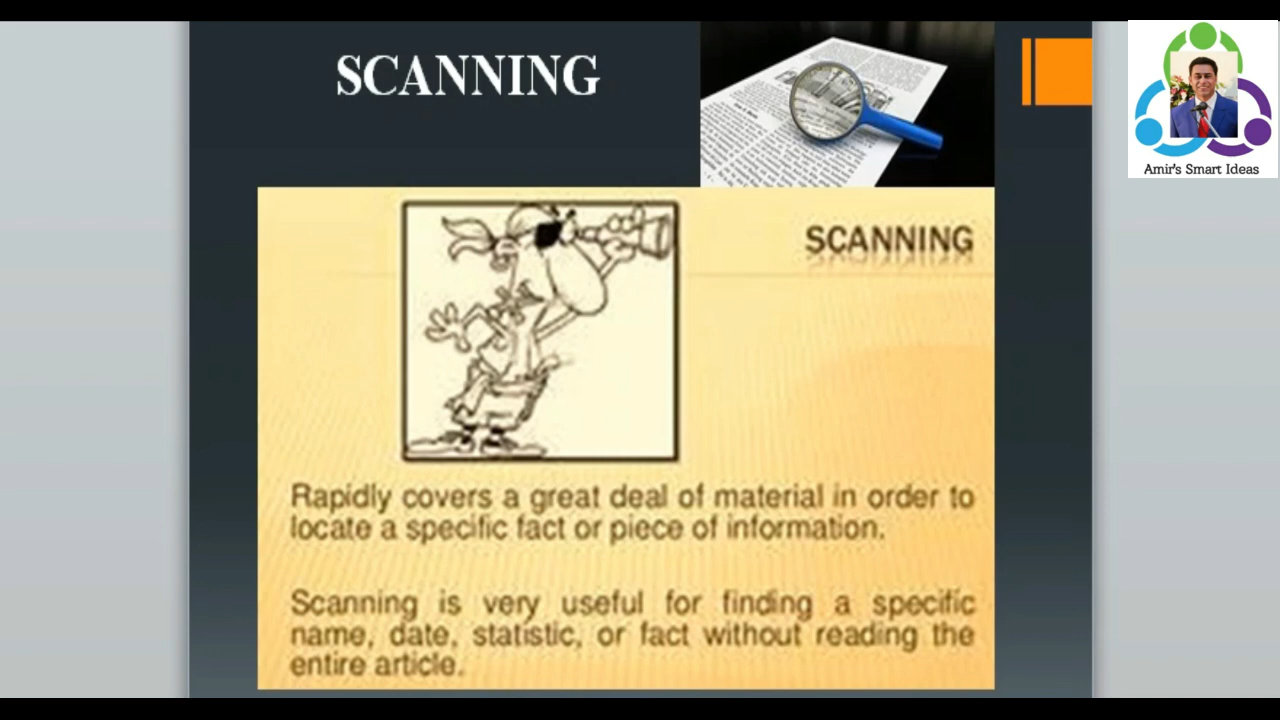 SCANNING
Amir's Smart Ideas
SCANNING
Rapidly covers a great deal of material in order to
locate a specific fact or piece of information.
Scanning is very useful for finding a specific
name, date, statistic, or fact without reading the
entire article.